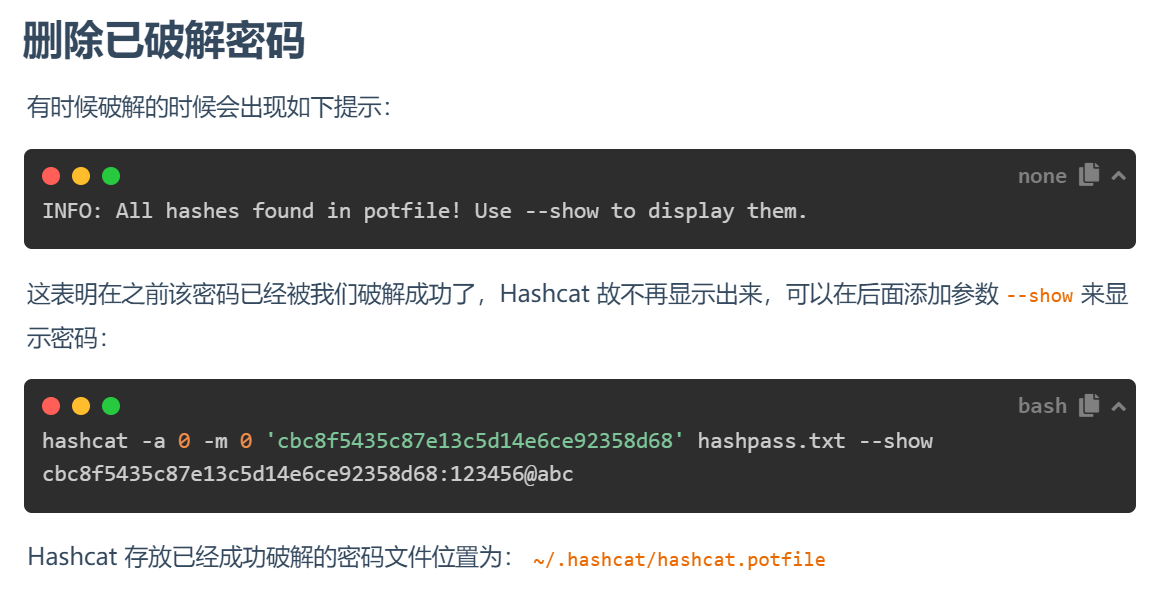 删除已破解密码
有时候破解的时候会出现如下提示：
none
INFO: All hashes found in potfile! Use --show to display them.
这表明在之前该密码已经被我们破解成功了，Hashcat 故不再显示出来，可以在后面添加参数 --show 来显
示密码：
bash
hashcat -a 0 -m 0 'cbc8f5435c87e13c5d14e6ce92358d68' hashpass.txt --show
cbc8f5435c87e13c5d14e6ce92358d68:123456@abc
Hashcat 存放已经成功破解的密码文件位置为： ~/.hashcat/hashcat.potfile